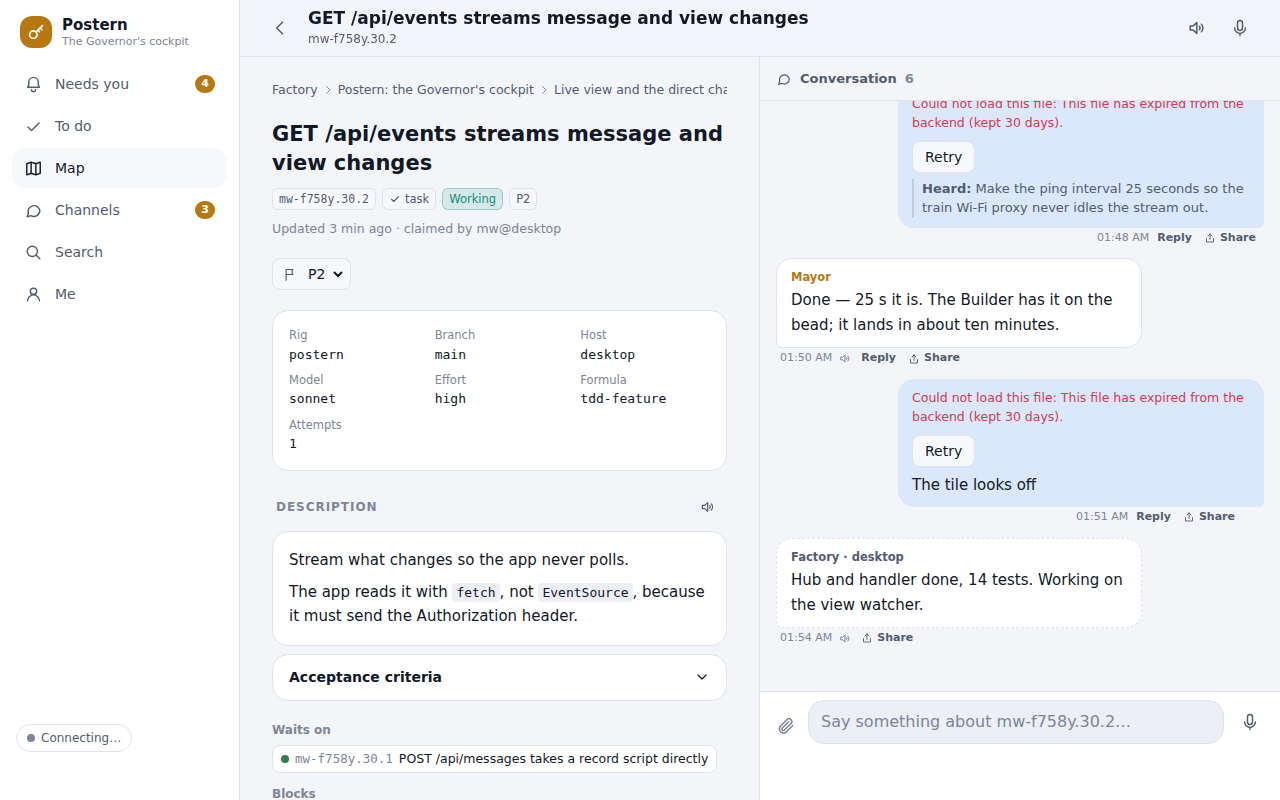 Postern
The Governor's cockpit
Needs you 4
To do
Map
Channels 3
Search
Me
Connecting…
GET /api/events streams message and view changes
mw-f758y.30.2
Factory > Postern: the Governor's cockpit > Live view and the direct cha
GET /api/events streams message and
view changes
mw-f758y.30.2 task Working P2
Updated 3 min ago · claimed by mw@desktop
P2
Rig Branch Host
postern main desktop
Model Effort Formula
sonnet high tdd-feature
Attempts
1
DESCRIPTION
Stream what changes so the app never polls.
The app reads it with fetch, not EventSource, because
it must send the Authorization header.
Acceptance criteria
Waits on
mw-f758y.30.1 POST /api/messages takes a record script directly
Blocks
Conversation 6
Could not load this file: This file has expired from the
backend (kept 30 days).
Retry
Heard: Make the ping interval 25 seconds so the
train Wi-Fi proxy never idles the stream out.
01:48 AM Reply Share
Mayor
Done — 25 s it is. The Builder has it on the
bead; it lands in about ten minutes.
01:50 AM Reply Share
Could not load this file: This file has expired from the
backend (kept 30 days).
Retry
The tile looks off
01:51 AM Reply Share
Factory · desktop
Hub and handler done, 14 tests. Working on
the view watcher.
01:54 AM Share
Say something about mw-f758y.30.2…